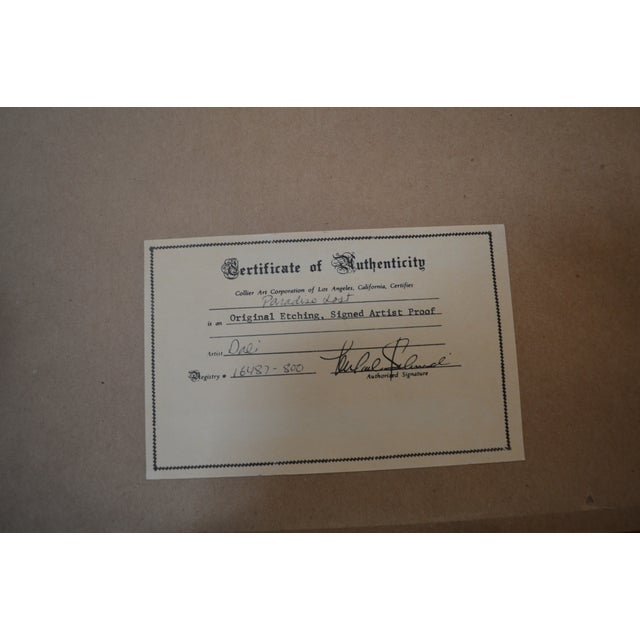 Certificate of Authenticity
Collier Art Corporation of Los Angeles, California, Certifies
Paradise Lost
is an Original Etching, Signed Artist Proof
Artist Dali
Registry # 16487-800
Authorized Signature